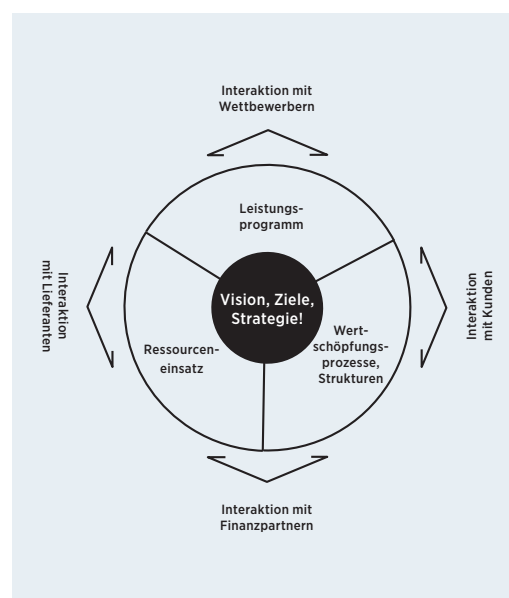 Interaktion mit
Wettbewerbern
Leistungs-
programm
Interaktion
mit Lieferanten
Vision, Ziele,
Strategie!
Interaktion
mit Kunden
Ressourcen-
einsatz
Wert-
schöpfungs-
prozesse,
Strukturen
Interaktion mit
Finanzpartnern